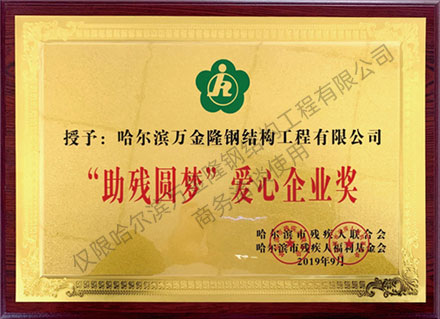 授予：哈尔滨万金隆钢结构工程有限公司
“助残圆梦”爱心企业奖
哈尔滨市残疾人联合会
哈尔滨市残疾人福利基金会
2019年9月
仅限哈尔滨万金隆钢结构工程有限公司
商务宣传使用